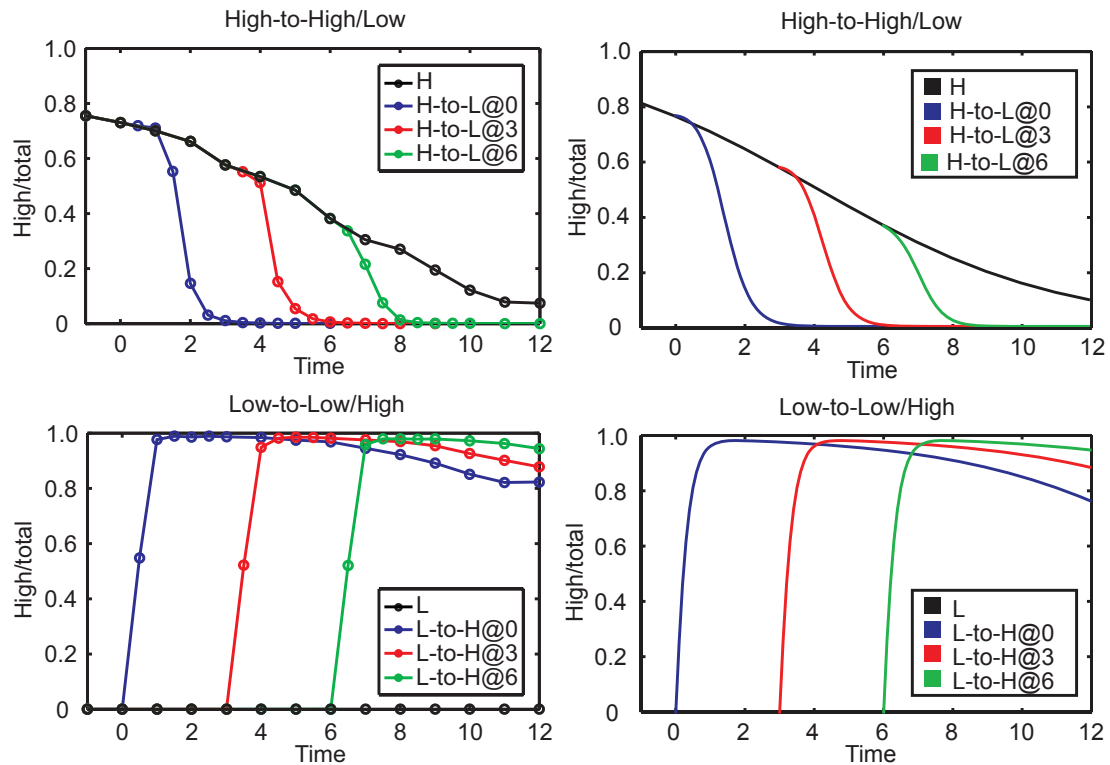 High-to-High/Low
High/total
1.0
0.8
0.6
0.4
0.2
0
0 2 4 6 8 10 12
Time
H
H-to-L@0
H-to-L@3
H-to-L@6
High-to-High/Low
High/total
1.0
0.8
0.6
0.4
0.2
0
0 2 4 6 8 10 12
Time
H
H-to-L@0
H-to-L@3
H-to-L@6
Low-to-Low/High
High/total
1.0
0.8
0.6
0.4
0.2
0
0 2 4 6 8 10 12
Time
L
L-to-H@0
L-to-H@3
L-to-H@6
Low-to-Low/High
High/total
1.0
0.8
0.6
0.4
0.2
0
0 2 4 6 8 10 12
Time
L
L-to-H@0
L-to-H@3
L-to-H@6